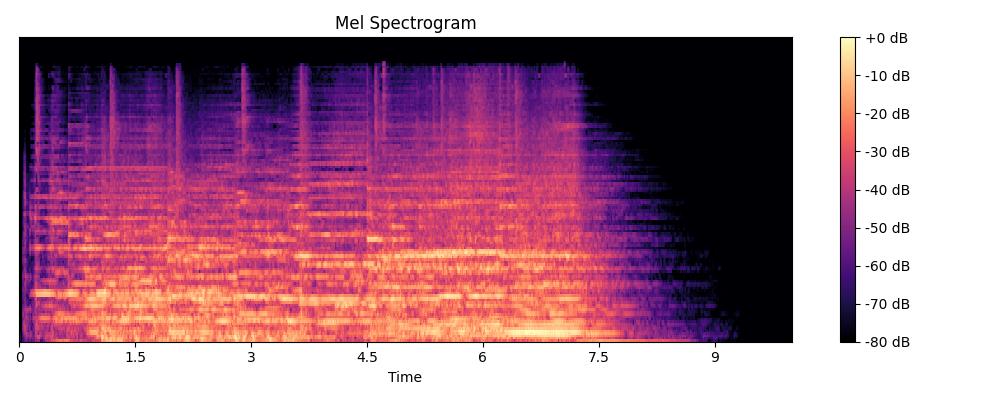 Mel Spectrogram
+0 dB
-10 dB
-20 dB
-30 dB
-40 dB
-50 dB
-60 dB
-70 dB
-80 dB
0 1.5 3 4.5 6 7.5 9
Time